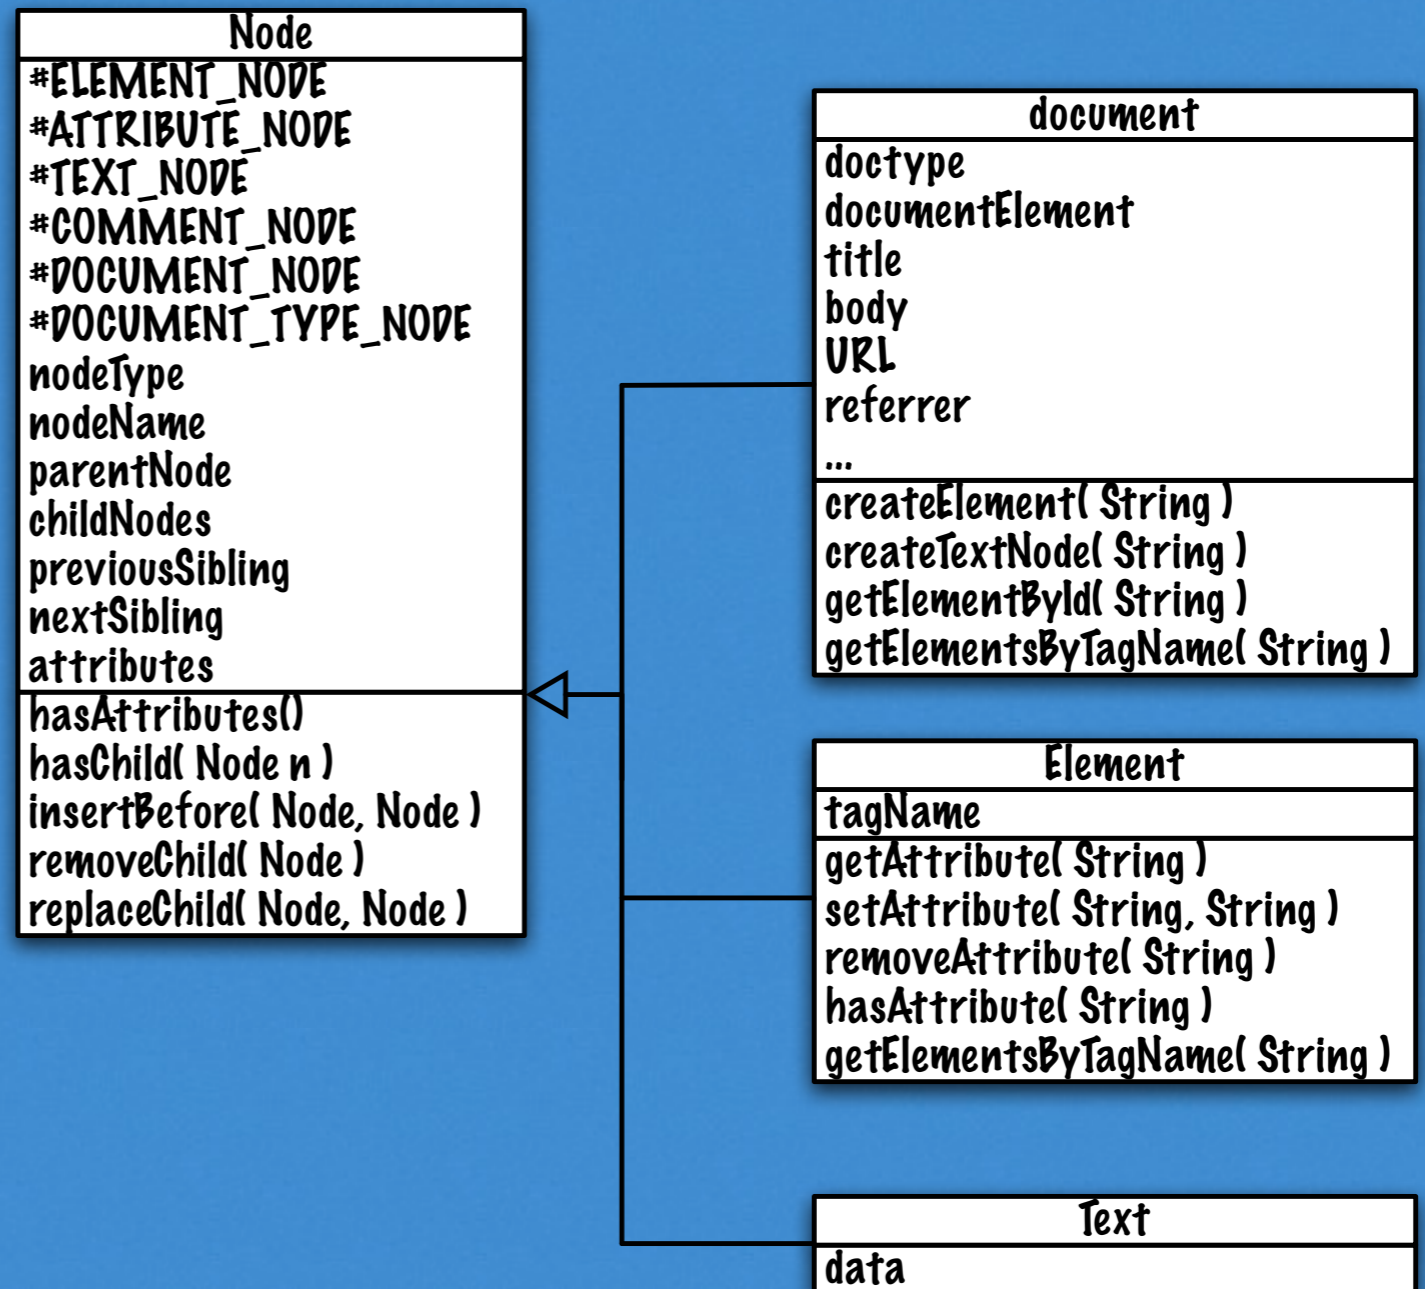 Node
#ELEMENT_NODE
#ATTRIBUTE_NODE
#TEXT_NODE
#COMMENT_NODE
#DOCUMENT_NODE
#DOCUMENT_TYPE_NODE
nodeType
nodeName
parentNode
childNodes
previousSibling
nextSibling
attributes
hasAttributes()
hasChild( Node n )
insertBefore( Node, Node )
removeChild( Node )
replaceChild( Node, Node )
document
doctype
documentElement
title
body
URL
referrer
...
createElement( String )
createTextNode( String )
getElementById( String )
getElementsByTagName( String )
Element
tagName
getAttribute( String )
setAttribute( String, String )
removeAttribute( String )
hasAttribute( String )
getElementsByTagName( String )
Text
data